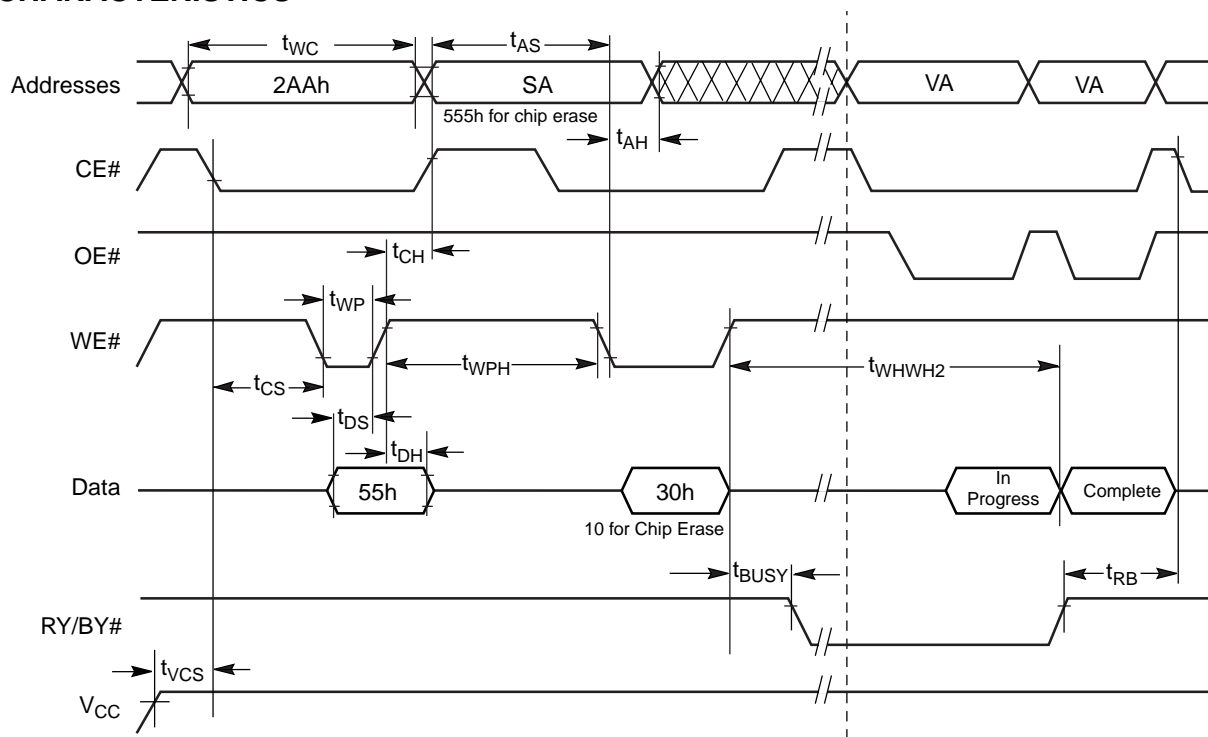 CHARACTERISTICS
tWC
tAS
Addresses
2AAh
SA
VA
VA
555h for chip erase
tAH
CE#
OE#
tCH
tWP
WE#
tWPH
tWHWH2
tCS
tDS
tDH
Data
55h
30h
In
Progress
Complete
10 for Chip Erase
tBUSY
tRB
RY/BY#
tVCS
VCC